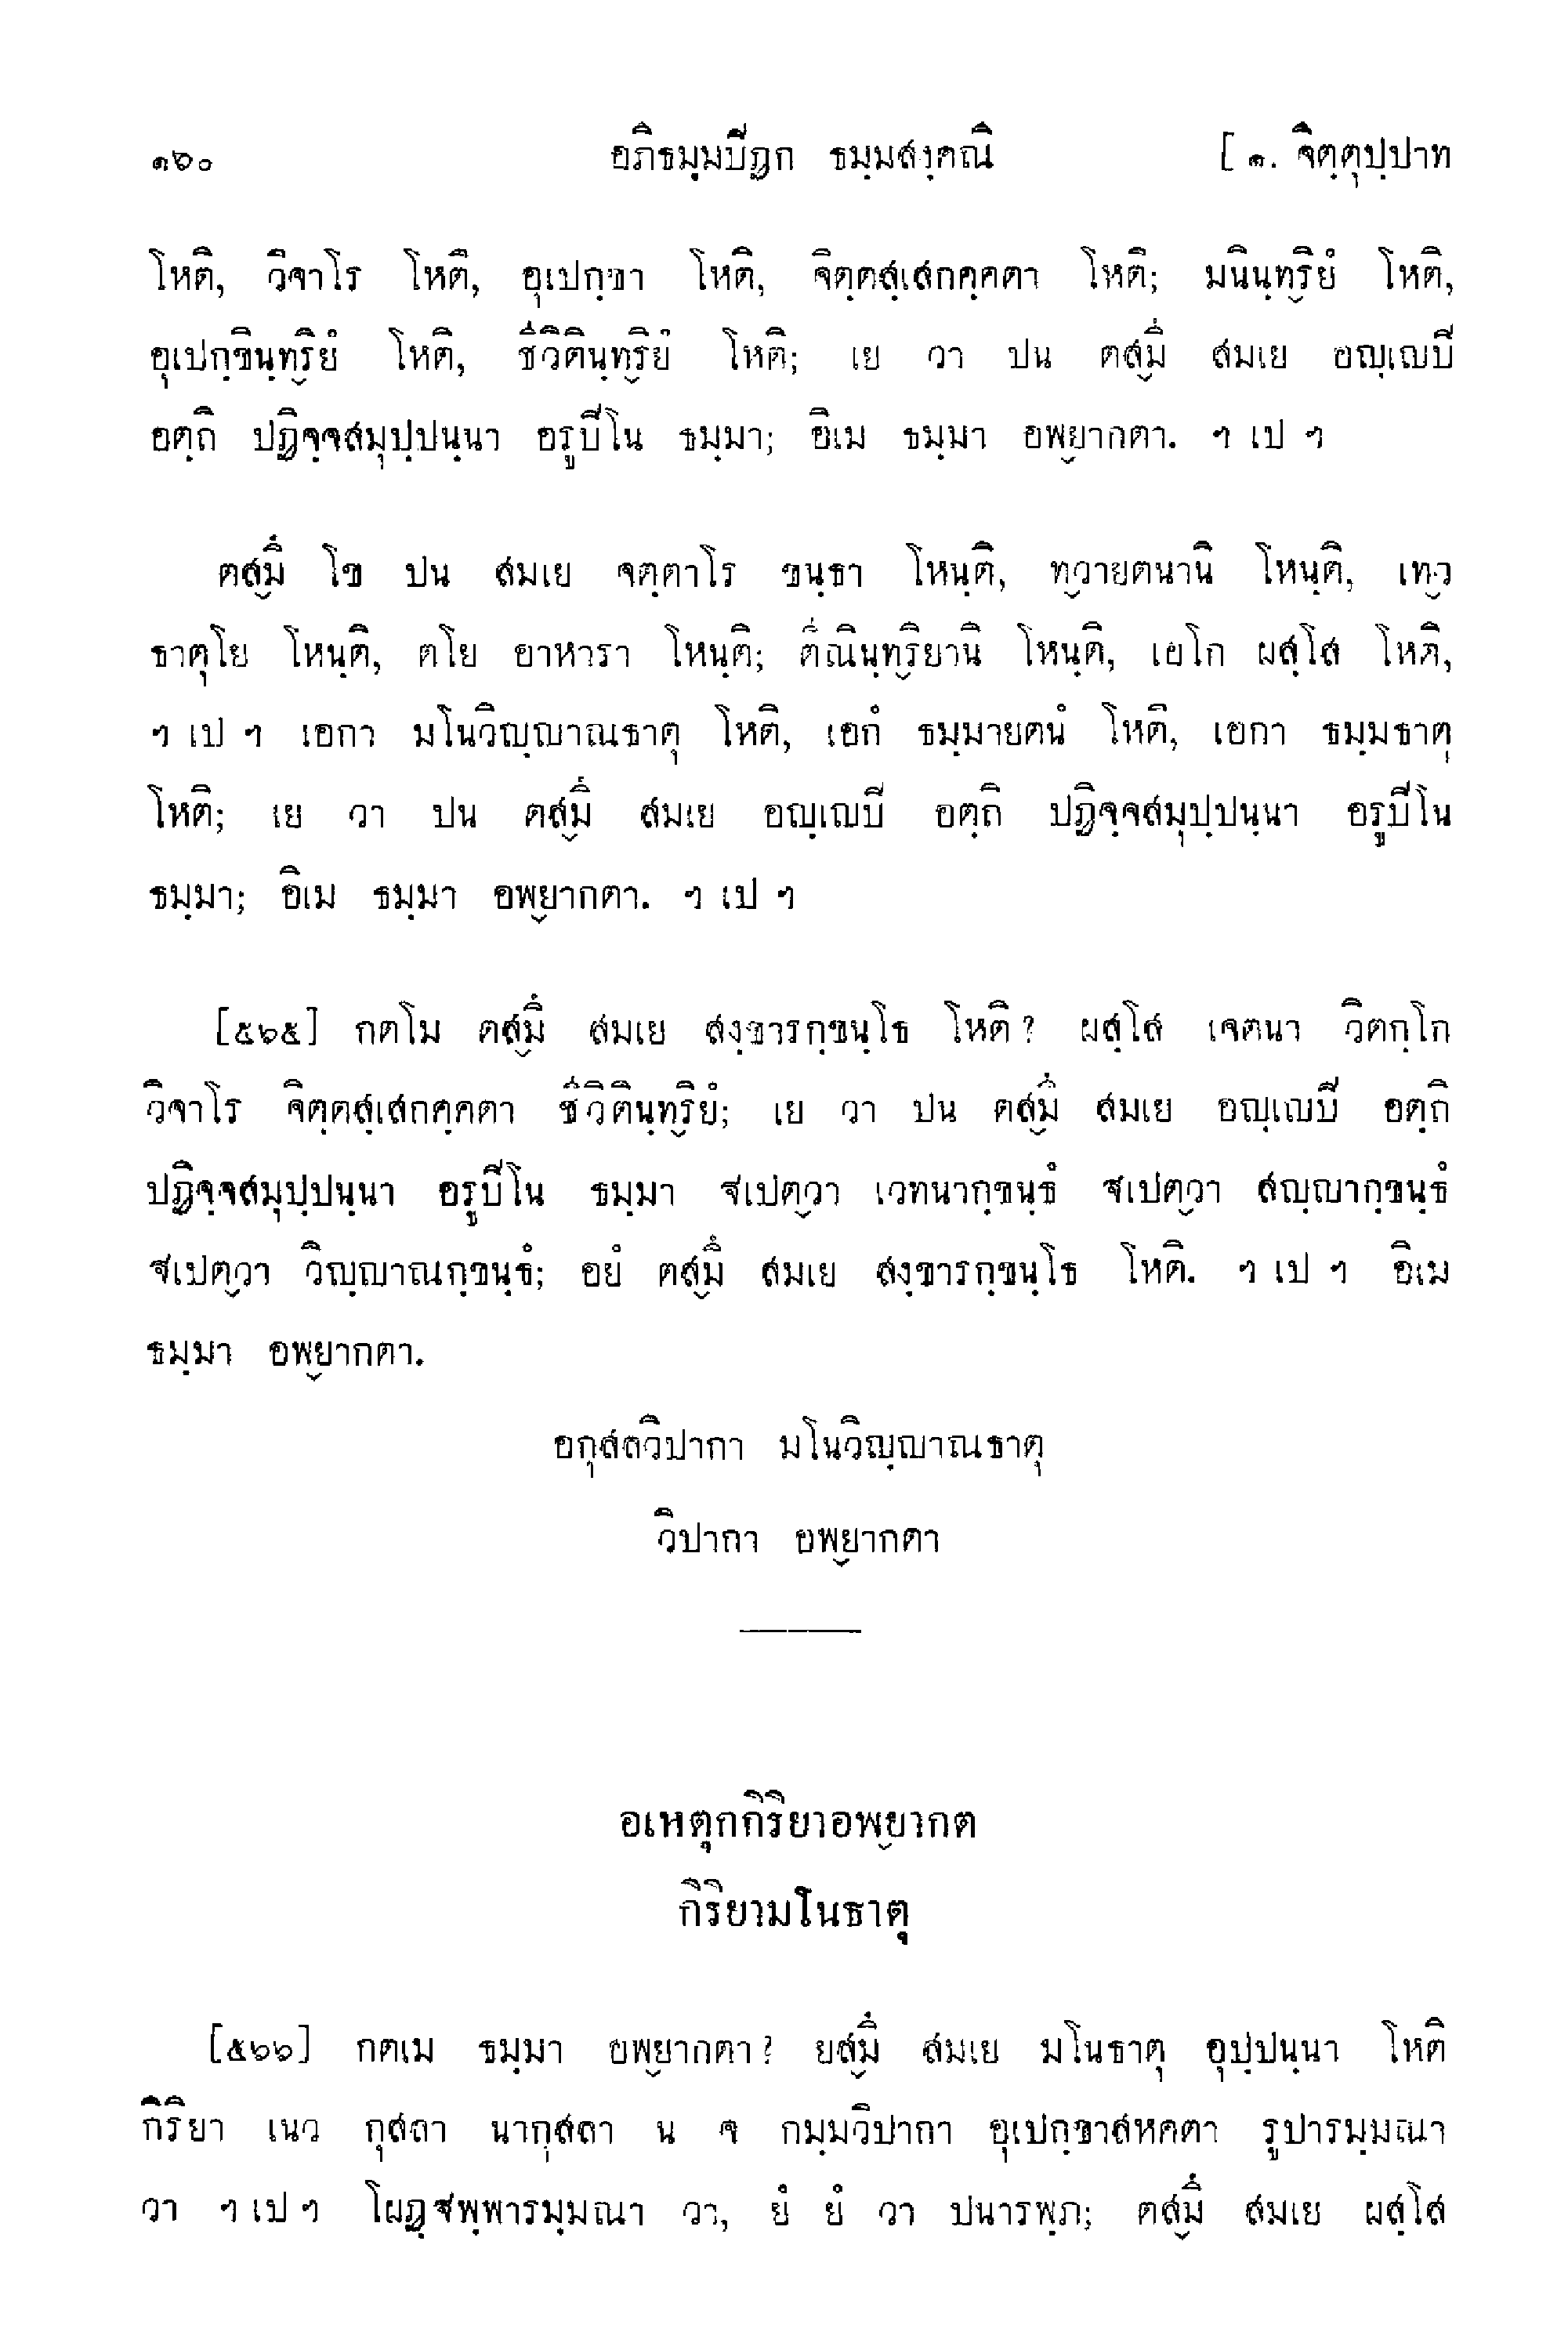 ๑๖๐ อภิธมฺมปิฏก ธมฺมสงฺคณิ [ ๑. จิตฺตุปฺปาท
โหติ, วิจาโร โหติ, อุเปกฺขา โหติ, จิตฺตสฺเสกคฺคตา โหติ; มนินฺทฺริยํ โหติ,
อุเปกฺขินฺทฺริยํ โหติ, ชีวิตินฺทฺริยํ โหติ; เย วา ปน ตสฺมิํ สมเย อญฺเญปิ
อตฺถิ ปฏิจฺจสมุปฺปนฺนา อรูปิโน ธมฺมา; อิเม ธมฺมา อพฺยากตา. ฯ เป ฯ
ตสฺมิํ โข ปน สมเย จตฺตาโร ขนฺธา โหนฺติ, ทฺวายตนานิ โหนฺติ, เทฺว
ธาตุโย โหนฺติ, ตโย อาหารา โหนฺติ; ตีณินฺทฺริยานิ โหนฺติ, เอโก ผสฺโส โหติ,
ฯ เป ฯ เอกา มโนวิญฺญาณธาตุ โหติ, เอกํ ธมฺมายตนํ โหติ, เอกา ธมฺมธาตุ
โหติ; เย วา ปน ตสฺมิํ สมเย อญฺเญปิ อตฺถิ ปฏิจฺจสมุปฺปนฺนา อรูปิโน
ธมฺมา; อิเม ธมฺมา อพฺยากตา. ฯ เป ฯ
[๕๖๕] กตโม ตสฺมิํ สมเย สงฺขารกฺขนฺโธ โหติ? ผสฺโส เจตนา วิตกฺโก
วิจาโร จิตฺตสฺเสกคฺคตา ชีวิตินฺทฺริยํ; เย วา ปน ตสฺมิํ สมเย อญฺเญปิ อตฺถิ
ปฏิจฺจสมุปฺปนฺนา อรูปิโน ธมฺมา ฐเปตฺวา เวทนากฺขนฺธํ ฐเปตฺวา สญฺญากฺขนฺธํ
ฐเปตฺวา วิญฺญาณกฺขนฺธํ; อยํ ตสฺมิํ สมเย สงฺขารกฺขนฺโธ โหติ. ฯ เป ฯ อิเม
ธมฺมา อพฺยากตา.
อกุสลวิปากา มโนวิญฺญาณธาตุ
วิปากา อพฺยากตา
อเหตุกกิริยาอพฺยากต
กิริยามโนธาตุ
[๕๖๖] กตเม ธมฺมา อพฺยากตา? ยสฺมิํ สมเย มโนธาตุ อุปฺปนฺนา โหติ
กิริยา เนว กุสลา นากุสลา น จ กมฺมวิปากา อุเปกฺขาสหคตา รูปารมฺมณา
วา ฯ เป ฯ โผฏฺฐพฺพารมฺมณา วา, ยํ ยํ วา ปนารพฺภ; ตสฺมิํ สมเย ผสฺโส